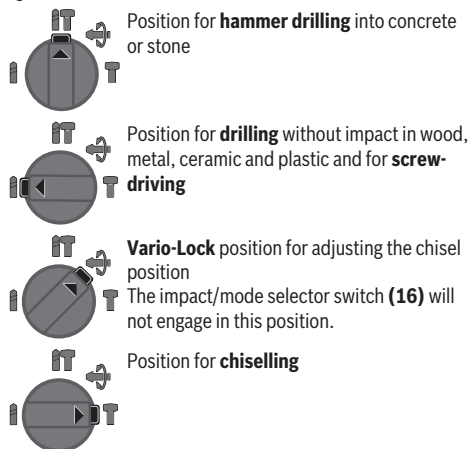 Position for hammer drilling into concrete
or stone
Position for drilling without impact in wood,
metal, ceramic and plastic and for screw-
driving
Vario-Lock position for adjusting the chisel
position
The impact/mode selector switch (16) will
not engage in this position.
Position for chiselling